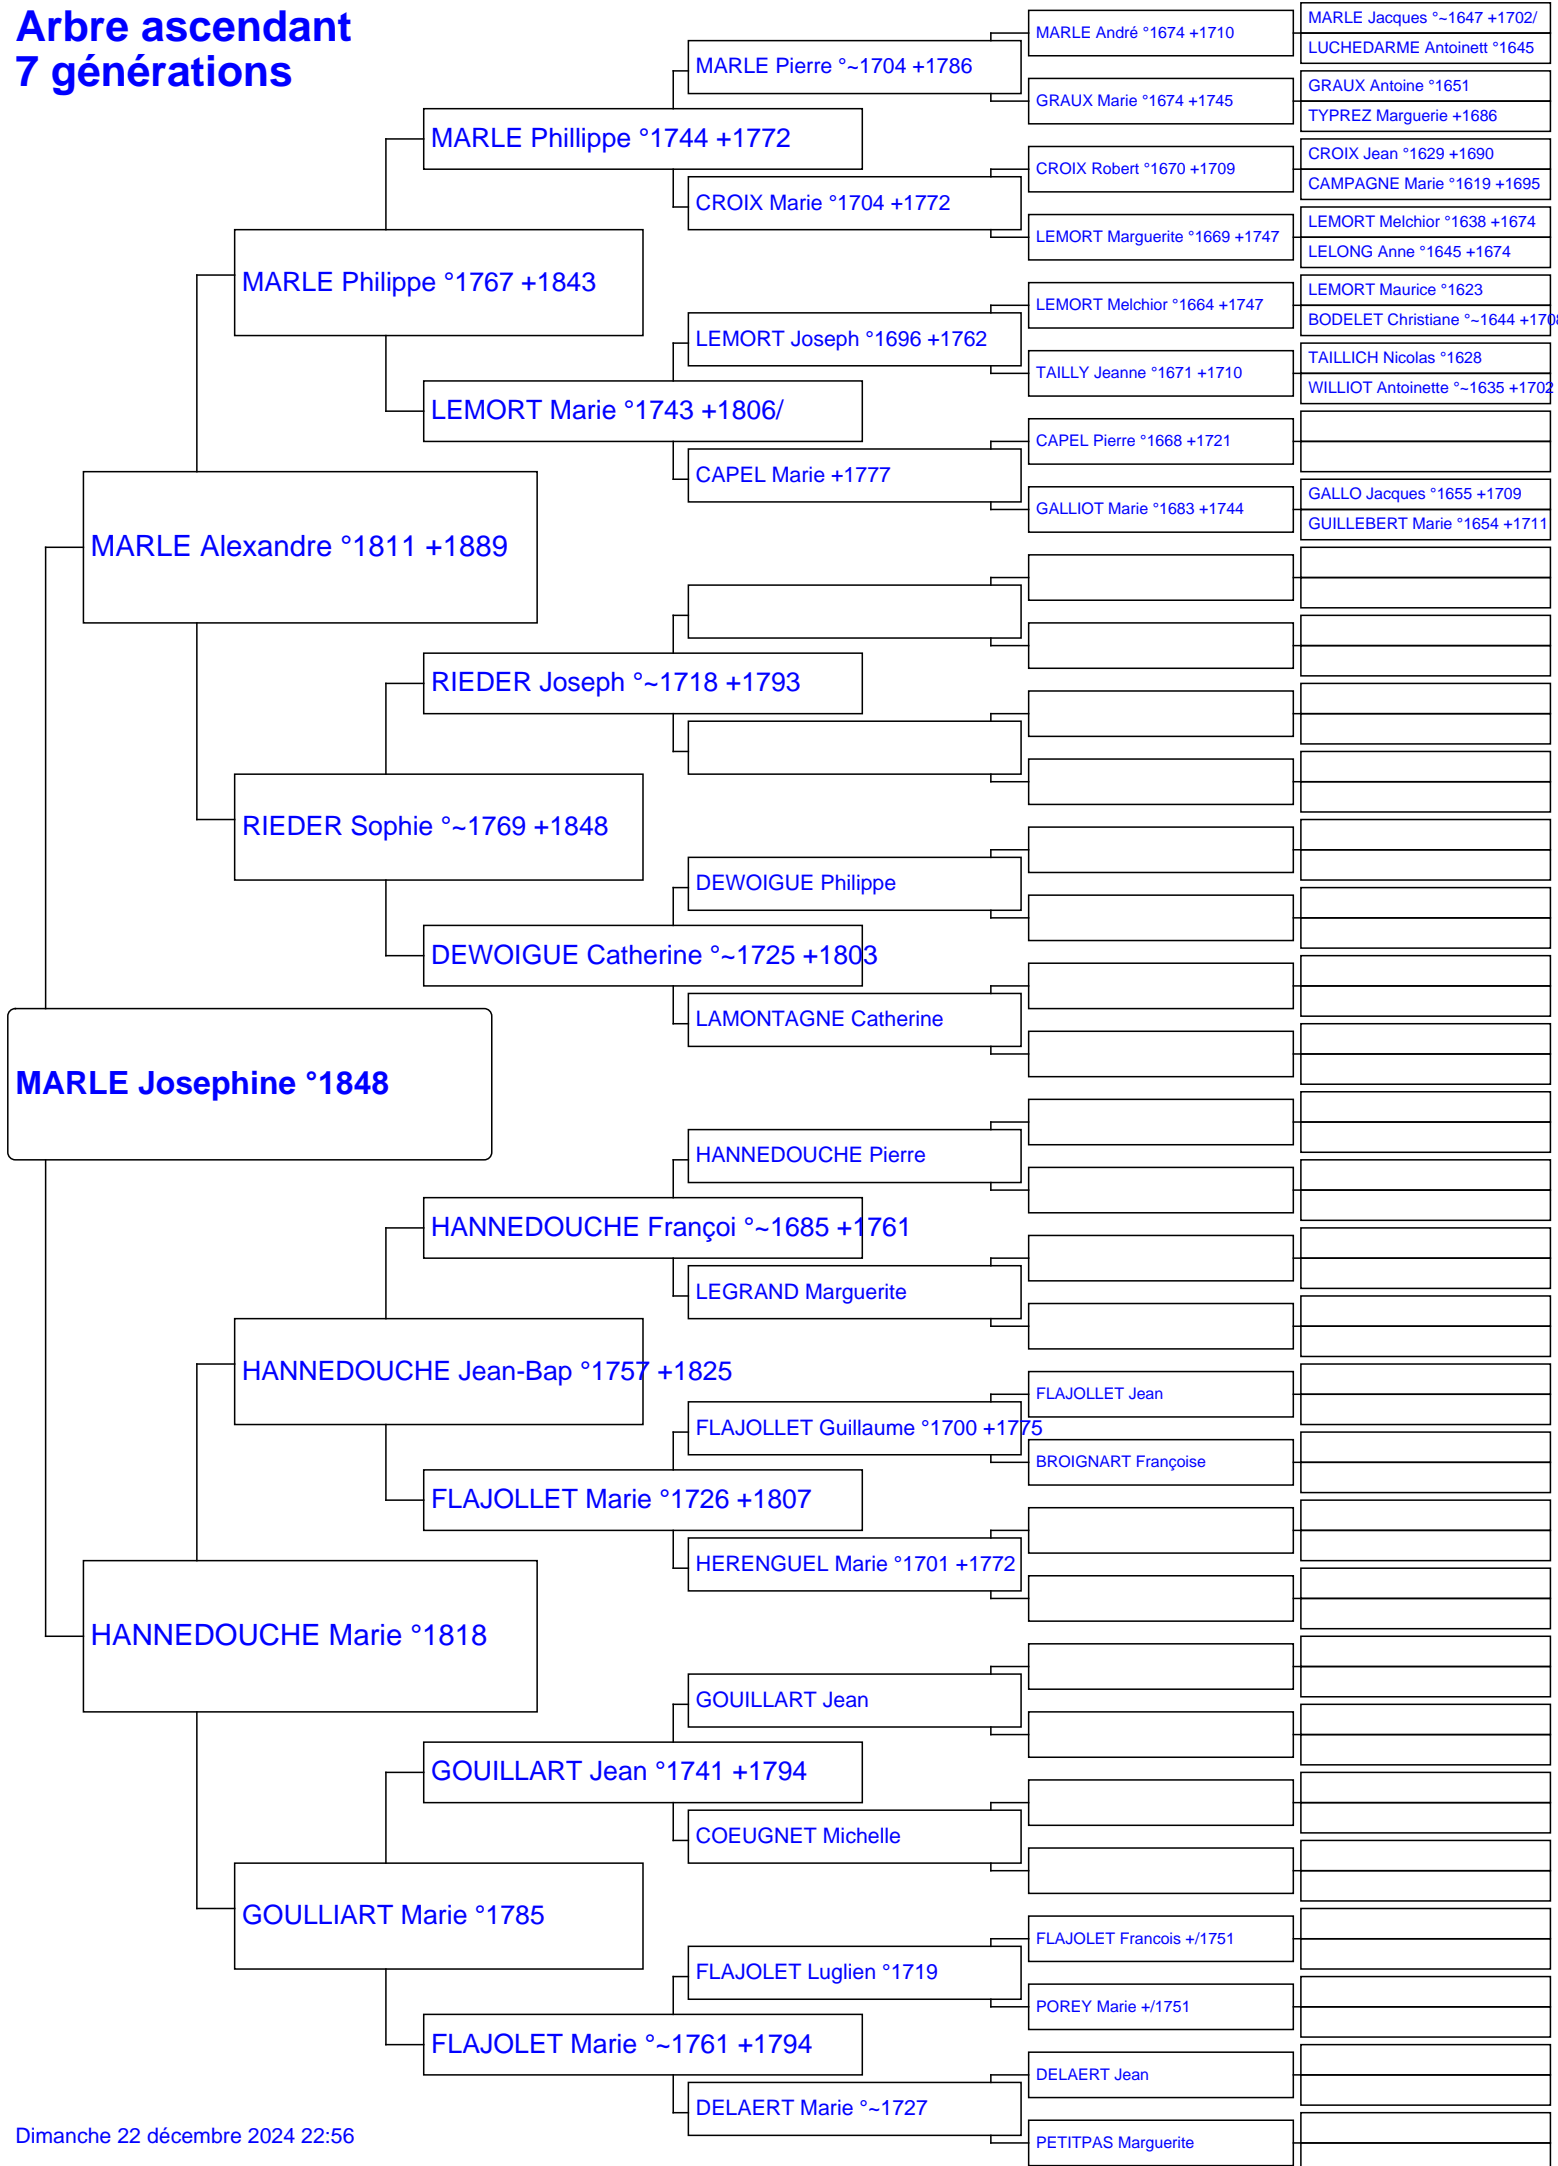 Arbre ascendant
7 générations
MARLE Josephine °1848
MARLE Alexandre °1811 +1889
HANNEDOUCHE Marie °1818
MARLE Philippe °1767 +1843
RIEDER Sophie °~1769 +1848
HANNEDOUCHE Jean-Bap °1757 +1825
GOULLIART Marie °1785
MARLE Phillippe °1744 +1772
LEMORT Marie °1743 +1806/
RIEDER Joseph °~1718 +1793
DEWOIGUE Catherine °~1725 +1803
HANNEDOUCHE Françoi °~1685 +1761
FLAJOLLET Marie °1726 +1807
GOUILLART Jean °1741 +1794
FLAJOLET Marie °~1761 +1794
MARLE Pierre °~1704 +1786
CROIX Marie °1704 +1772
LEMORT Joseph °1696 +1762
CAPEL Marie +1777
DEWOIGUE Philippe
LAMONTAGNE Catherine
HANNEDOUCHE Pierre
LEGRAND Marguerite
FLAJOLLET Guillaume °1700 +1775
HERENGUEL Marie °1701 +1772
GOUILLART Jean
COEUGNET Michelle
FLAJOLET Luglien °1719
DELAERT Marie °~1727
MARLE André °1674 +1710
GRAUX Marie °1674 +1745
CROIX Robert °1670 +1709
LEMORT Marguerite °1669 +1747
LEMORT Melchior °1664 +1747
TAILLY Jeanne °1671 +1710
CAPEL Pierre °1668 +1721
GALLIOT Marie °1683 +1744
FLAJOLLET Jean
BROIGNART Françoise
FLAJOLET Francois +/1751
POREY Marie +/1751
DELAERT Jean
PETITPAS Marguerite
MARLE Jacques °~1647 +1702/
LUCHEDARME Antoinett °1645
GRAUX Antoine °1651
TYPREZ Marguerie +1686
CROIX Jean °1629 +1690
CAMPAGNE Marie °1619 +1695
LEMORT Melchior °1638 +1674
LELONG Anne °1645 +1674
LEMORT Maurice °1623
BODELET Christiane °~1644 +1708
TAILLICH Nicolas °1628
WILLIOT Antoinette °~1635 +1702
GALLO Jacques °1655 +1709
GUILLEBERT Marie °1654 +1711
Dimanche 22 décembre 2024 22:56